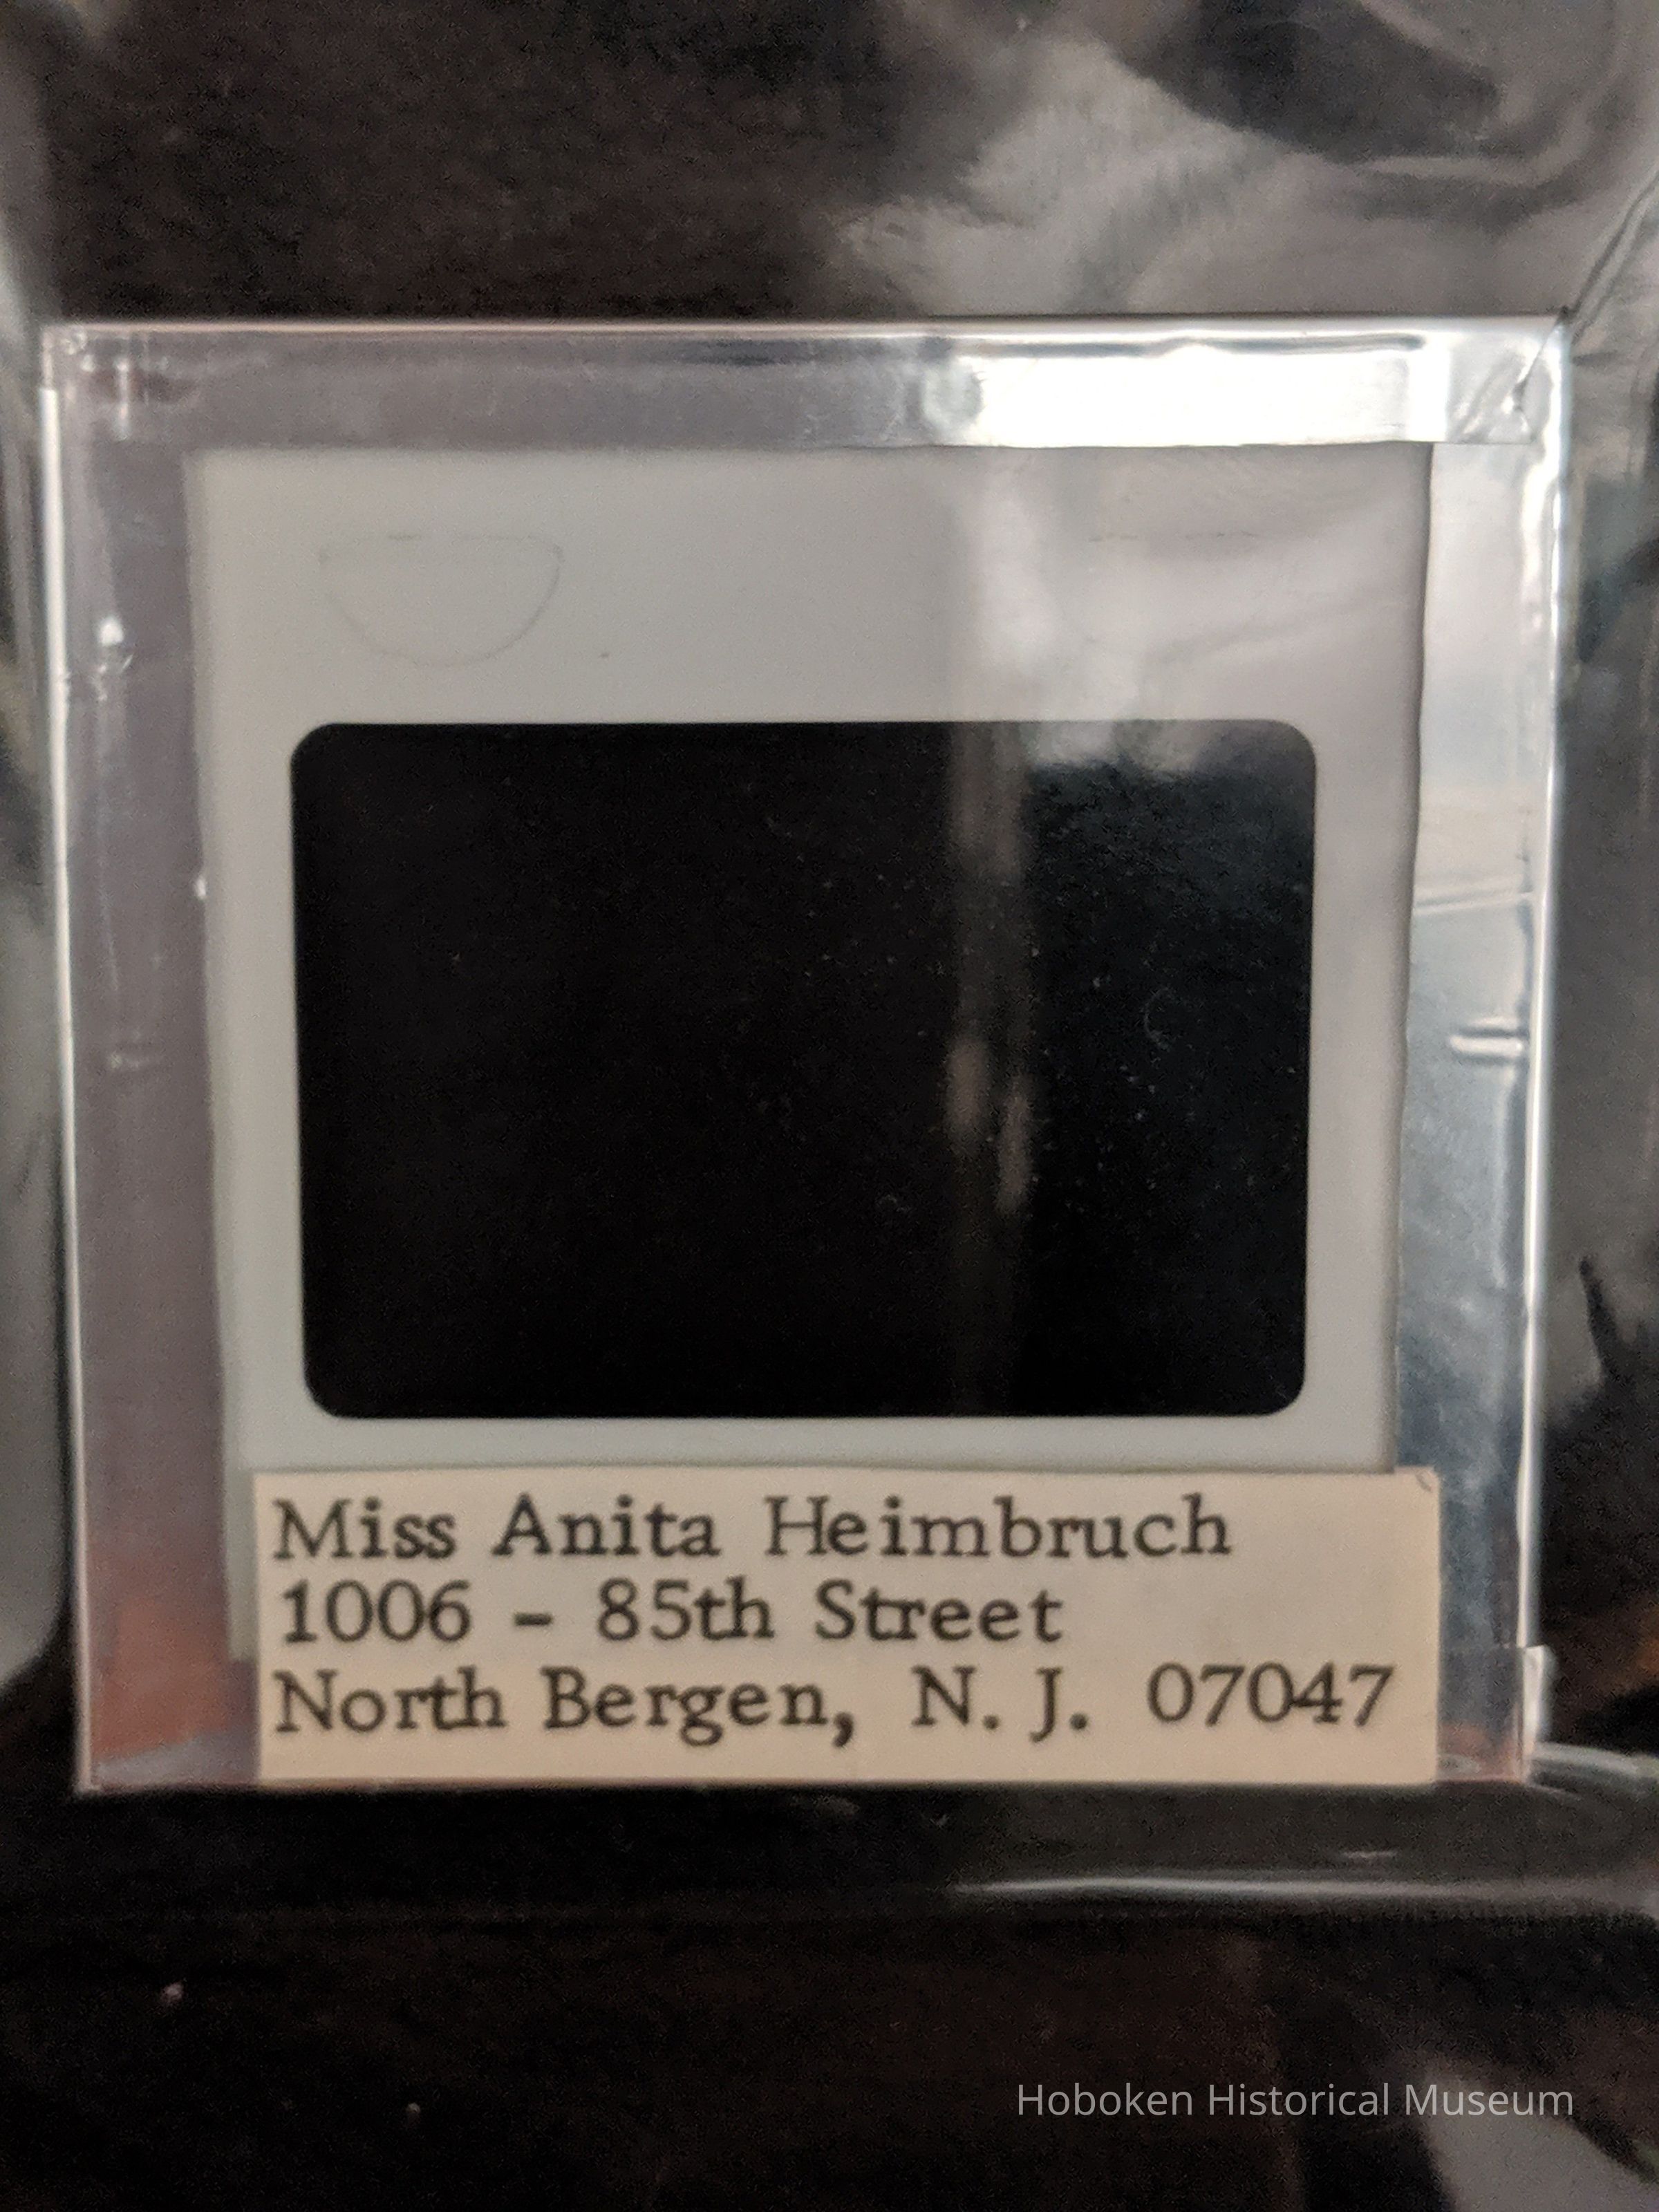 Miss Anita Heimbruch
1006 - 85th Street
North Bergen, N. J. 07047
Hoboken Historical Museum